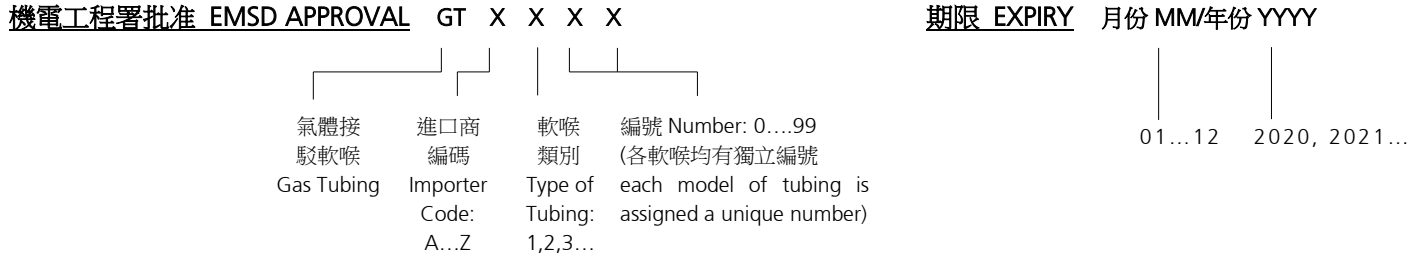 機電工程署批准 EMSD APPROVAL GT X X X X 期限 EXPIRY 月份 MM/年份 YYYY
氣體接駁軟喉
Gas Tubing
進口商
編碼
Importer
Code:
A…Z
軟喉
類別
Type of
Tubing:
1,2,3…
編號 Number: 0….99
(各軟喉均有獨立編號
each model of tubing is
assigned a unique number)
01…12 2020, 2021…